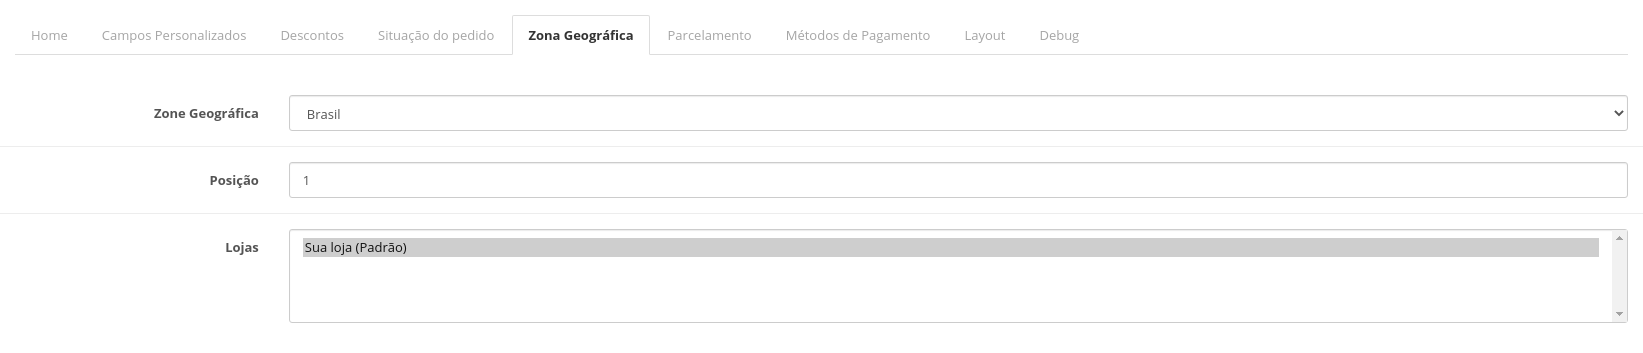 Home Campos Personalizados Descontos Situação do pedido Zona Geográfica Parcelamento Métodos de Pagamento Layout Debug
Zone Geográfica Brasil
Posição 1
Lojas Sua loja (Padrão)